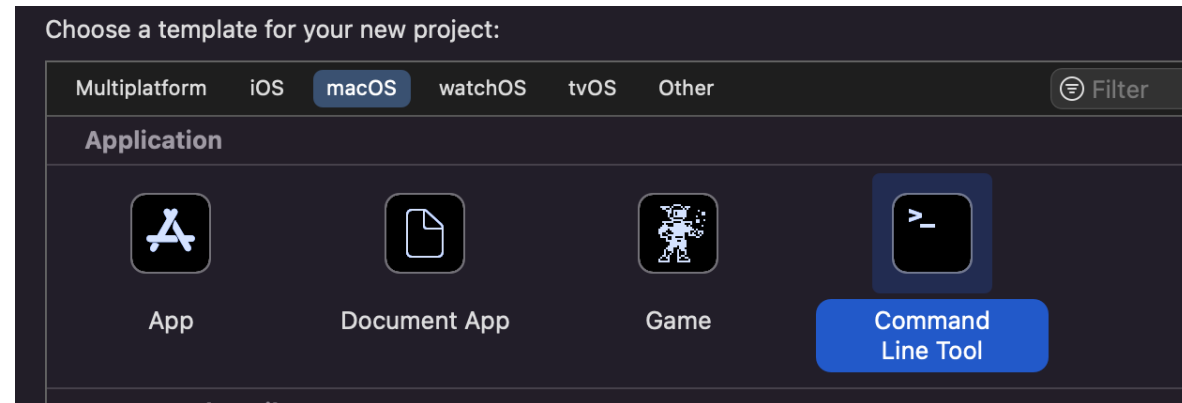 Choose a template for your new project:
Multiplatform iOS macOS watchOS tvOS Other Filter
Application
>_
App Document App Game Command
Line Tool